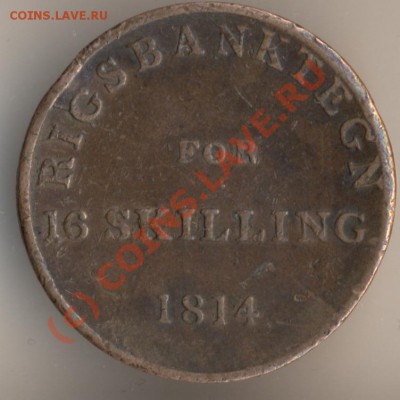 COINS.LAVE.RU
RIGSBANKTEGN
FOR
16 SKILLING.
1814
(c) COINS.LAVE.RU